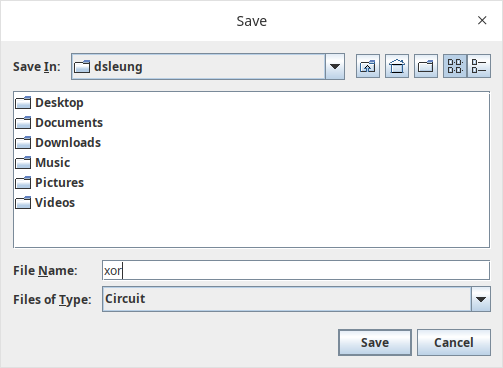 Save
Save In: dsleung
Desktop
Documents
Downloads
Music
Pictures
Videos
File Name: xor
Files of Type: Circuit
Save Cancel